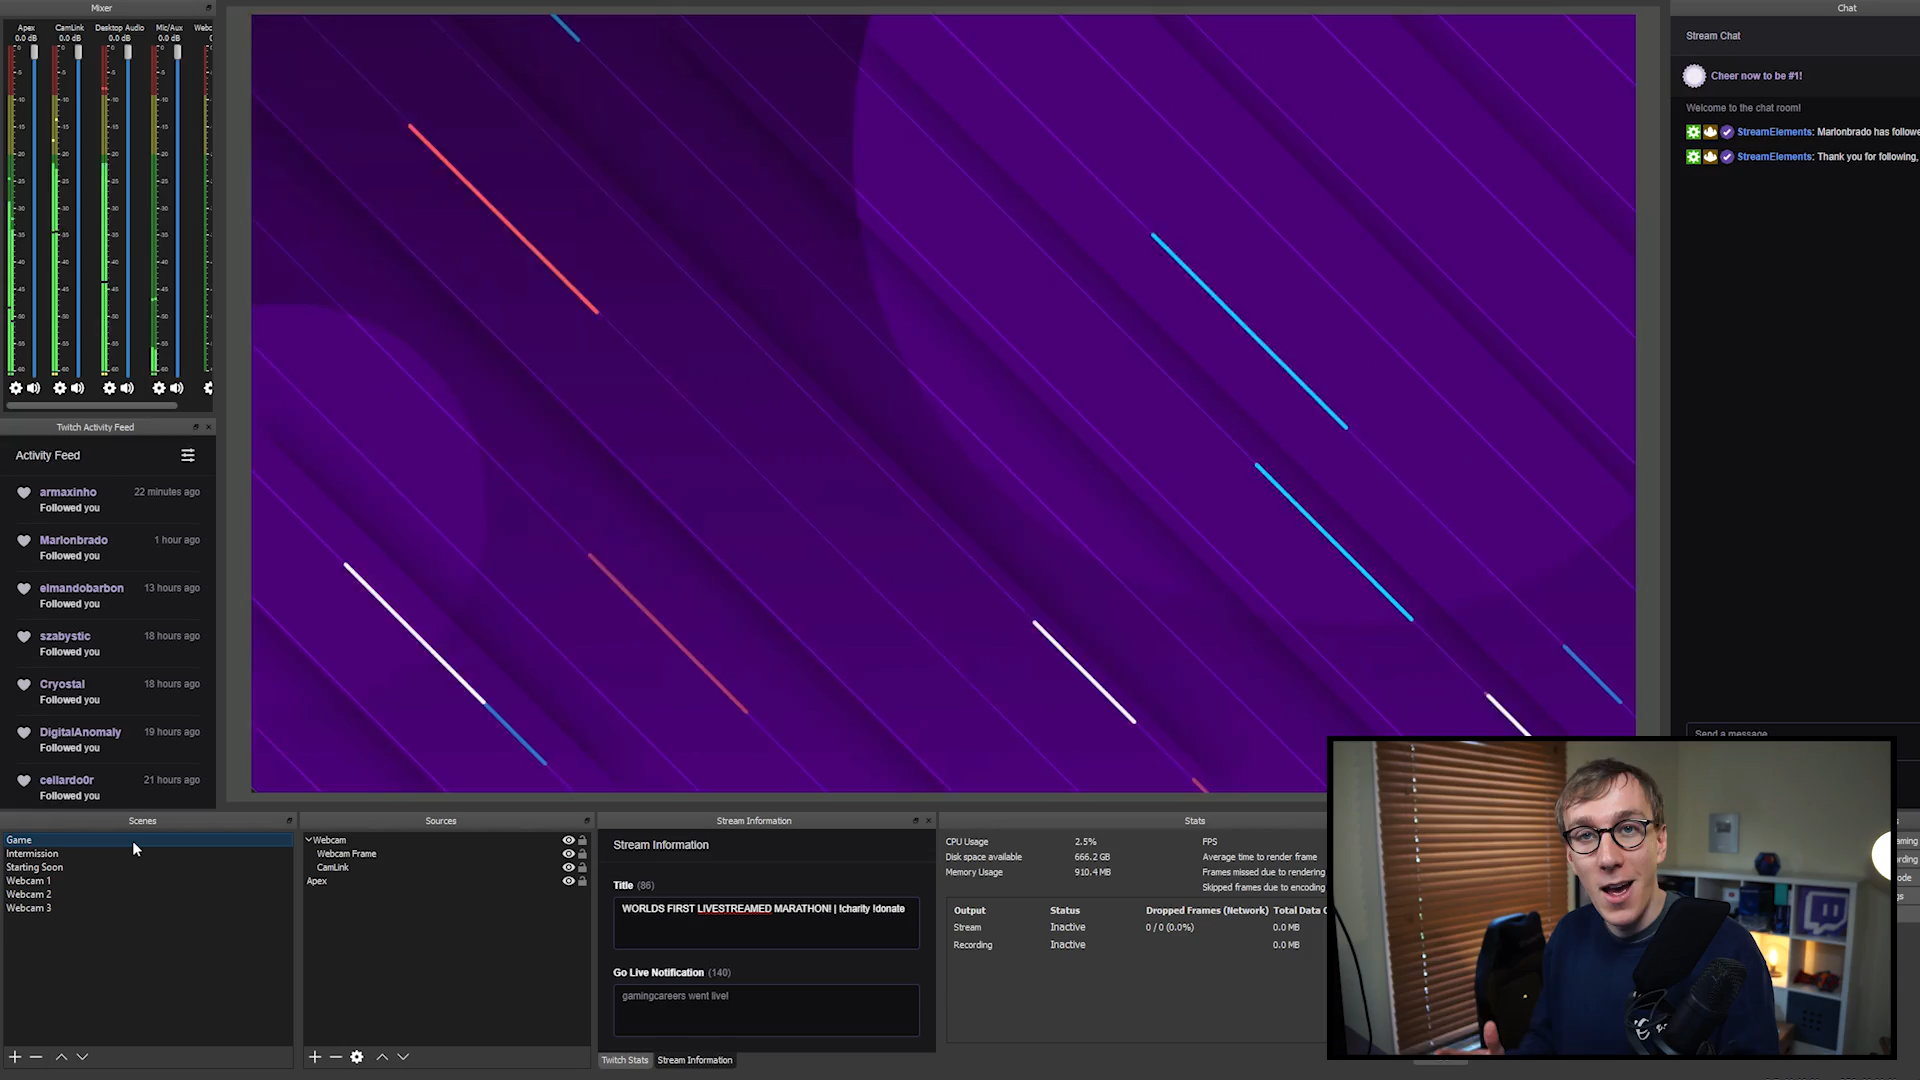 Mixer
Apex CamLink Desktop Audio Mic/Aux Webc
0.0 dB 0.0 dB 0.0 dB 0.0 dB
Twitch Activity Feed
Activity Feed
armaxinho 22 minutes ago
Followed you
Marlonbrado 1 hour ago
Followed you
elmandobarbon 13 hours ago
Followed you
szabystic 18 hours ago
Followed you
Cryostal 18 hours ago
Followed you
DigitalAnomaly 19 hours ago
Followed you
cellardo0r 21 hours ago
Followed you
Chat
Stream Chat
Cheer now to be #1!
Welcome to the chat room!
StreamElements: Marlonbrado has followe
StreamElements: Thank you for following,
Send a message
Scenes
Game
Intermission
Starting Soon
Webcam 1
Webcam 2
Webcam 3
Sources
Webcam
Webcam Frame
CamLink
Apex
Stream Information
Stream Information
Title (86)
WORLDS FIRST LIVESTREAMED MARATHON! | !charity !donate
Go Live Notification (140)
gamingcareers went live!
Twitch Stats Stream Information
Stats
CPU Usage 2.5% FPS
Disk space available 666.2 GB Average time to render frame
Memory Usage 910.4 MB Frames missed due to rendering
Skipped frames due to encoding
Output Status Dropped Frames (Network) Total Data O
Stream Inactive 0 / 0 (0.0%) 0.0 MB
Recording Inactive 0.0 MB
aming
ording
ode
gs